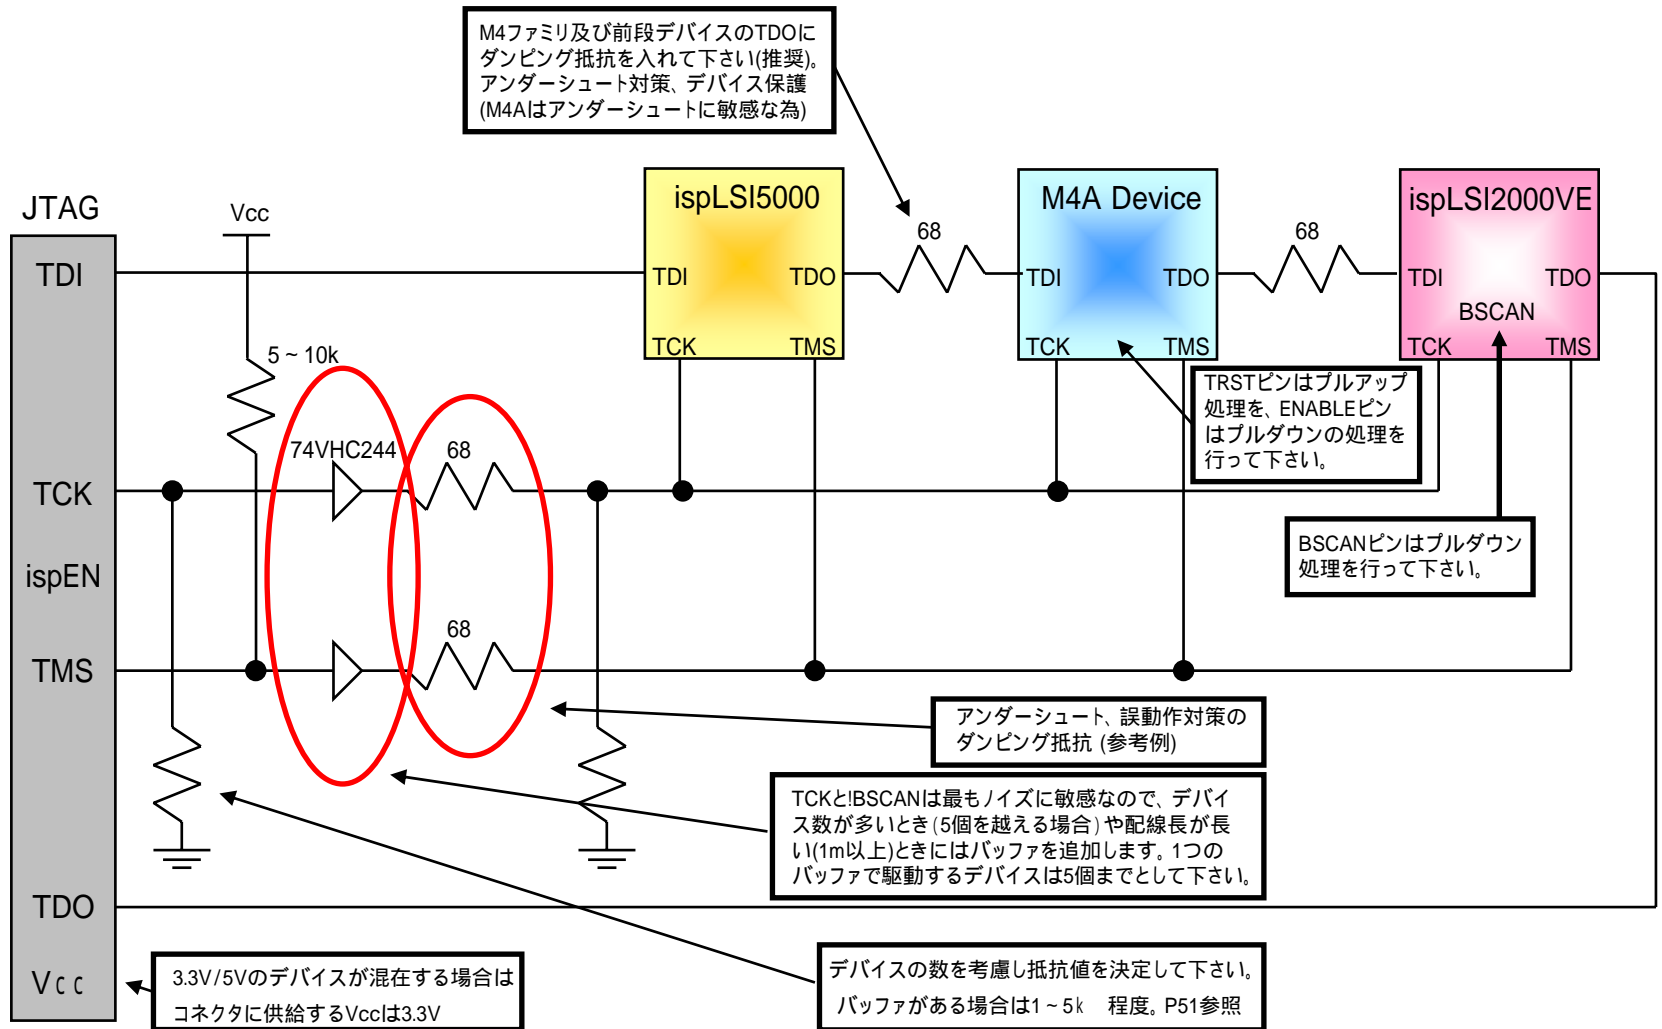 M4ファミリ及び前段デバイスのTDOに
ダンピング抵抗を入れて下さい(推奨)。
アンダーシュート対策、デバイス保護
(M4Aはアンダーシュートに敏感な為)
JTAG
Vcc
ispLSI5000
M4A Device
ispLSI2000VE
68
68
TDI
TDI
TDO
TDI
TDO
TDI
TDO
BSCAN
TCK
TMS
TCK
TMS
TCK
TMS
5 ~ 10k
TRSTピンはプルアップ
処理を、ENABLEピン
はプルダウンの処理を
行って下さい。
74VHC244
68
TCK
BSCANピンはプルダウン
処理を行って下さい。
ispEN
68
TMS
アンダーシュート、誤動作対策の
ダンピング抵抗 (参考例)
TCKと!BSCANは最もノイズに敏感なので、デバイ
ス数が多いとき(5個を越える場合)や配線長が長
い(1m以上)ときにはバッファを追加します。1つの
バッファで駆動するデバイスは5個までとして下さい。
TDO
Vcc
3.3V/5Vのデバイスが混在する場合は
コネクタに供給するVccは3.3V
デバイスの数を考慮し抵抗値を決定して下さい。
バッファがある場合は1 ~ 5k 程度。P51参照